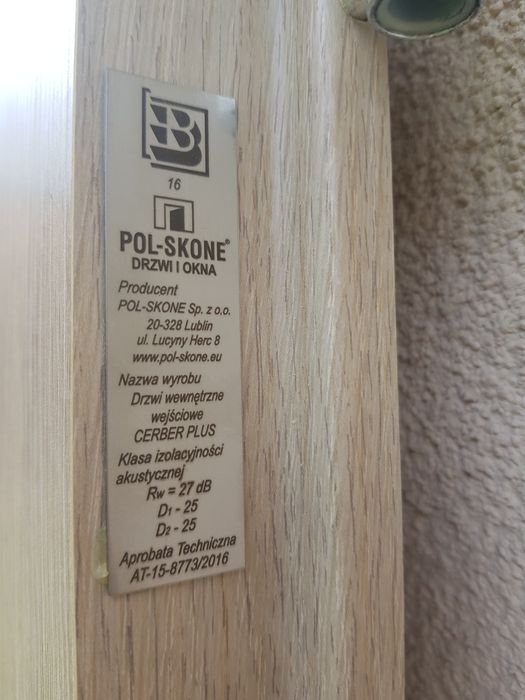 B
16
POL-SKONE®
DRZWI I OKNA
Producent
POL-SKONE Sp. z o.o.
20-328 Lublin
ul. Lucyny Herc 8
www.pol-skone.eu
Nazwa wyrobu
Drzwi wewnętrzne
wejściowe
CERBER PLUS
Klasa izolacyjności
akustycznej
Rw = 27 dB
D1 - 25
D2 - 25
Aprobata Techniczna
AT-15-8773/2016